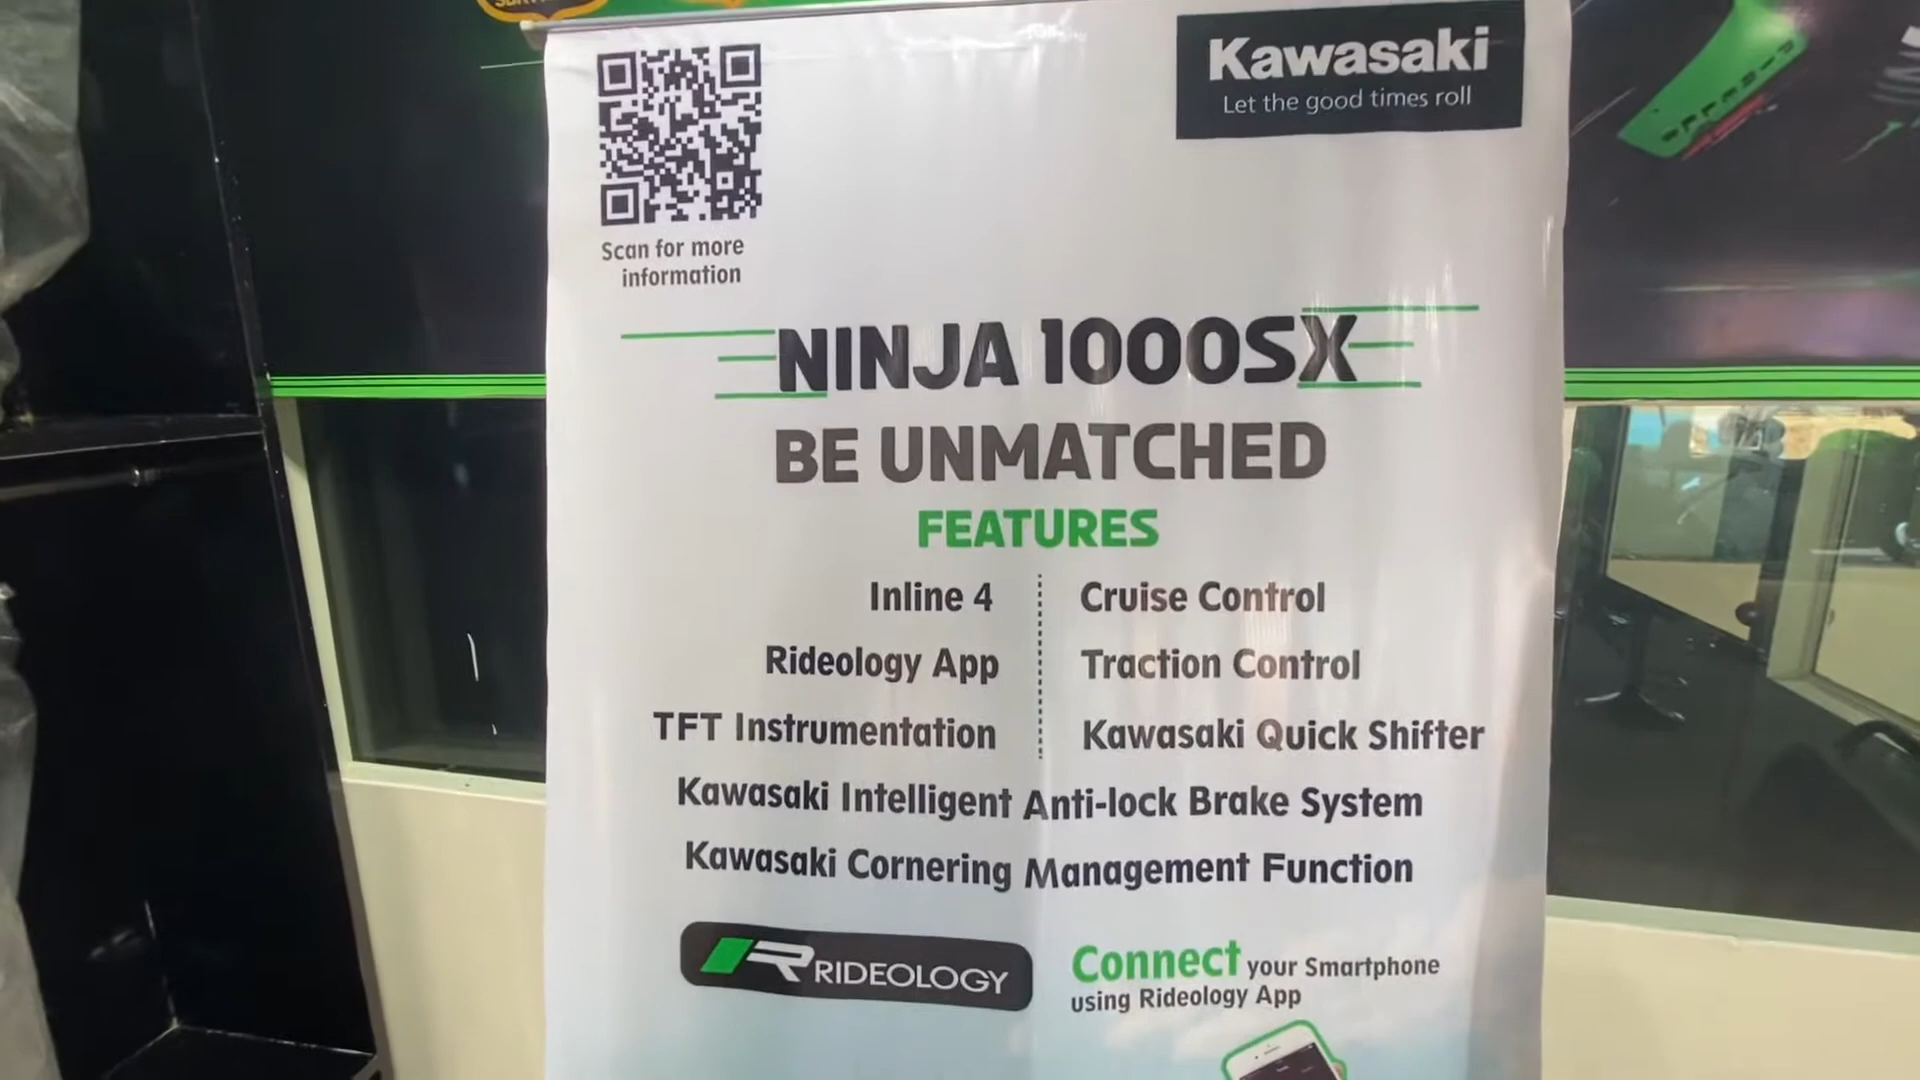 Kawasaki
Let the good times roll
Scan for more
information
NINJA 1000SX
BE UNMATCHED
FEATURES
Inline 4
Cruise Control
Rideology App
Traction Control
TFT Instrumentation
Kawasaki Quick Shifter
Kawasaki Intelligent Anti-lock Brake System
Kawasaki Cornering Management Function
RIDEOLOGY
Connect your Smartphone
using Rideology App